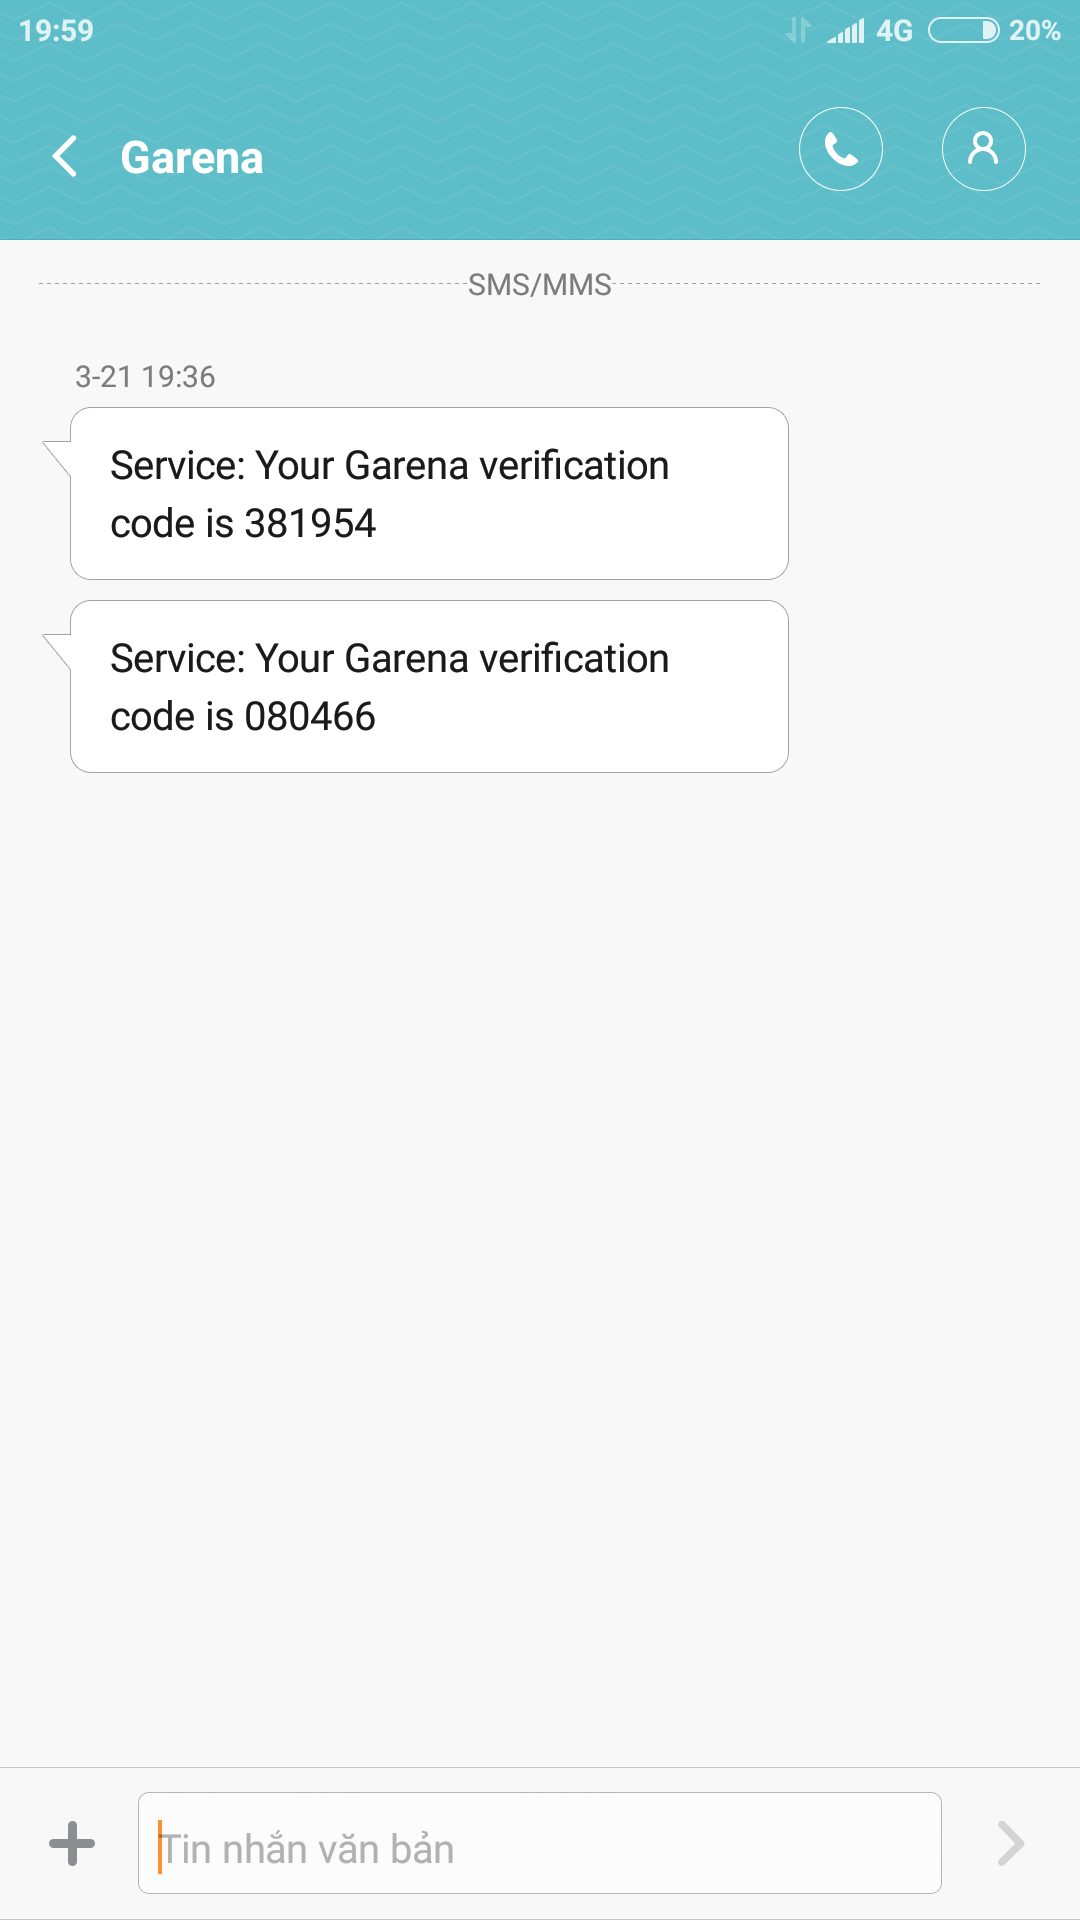 19:59
4G 20%
Garena
SMS/MMS
3-21 19:36
Service: Your Garena verification
code is 381954
Service: Your Garena verification
code is 080466
Tin nhắn văn bản